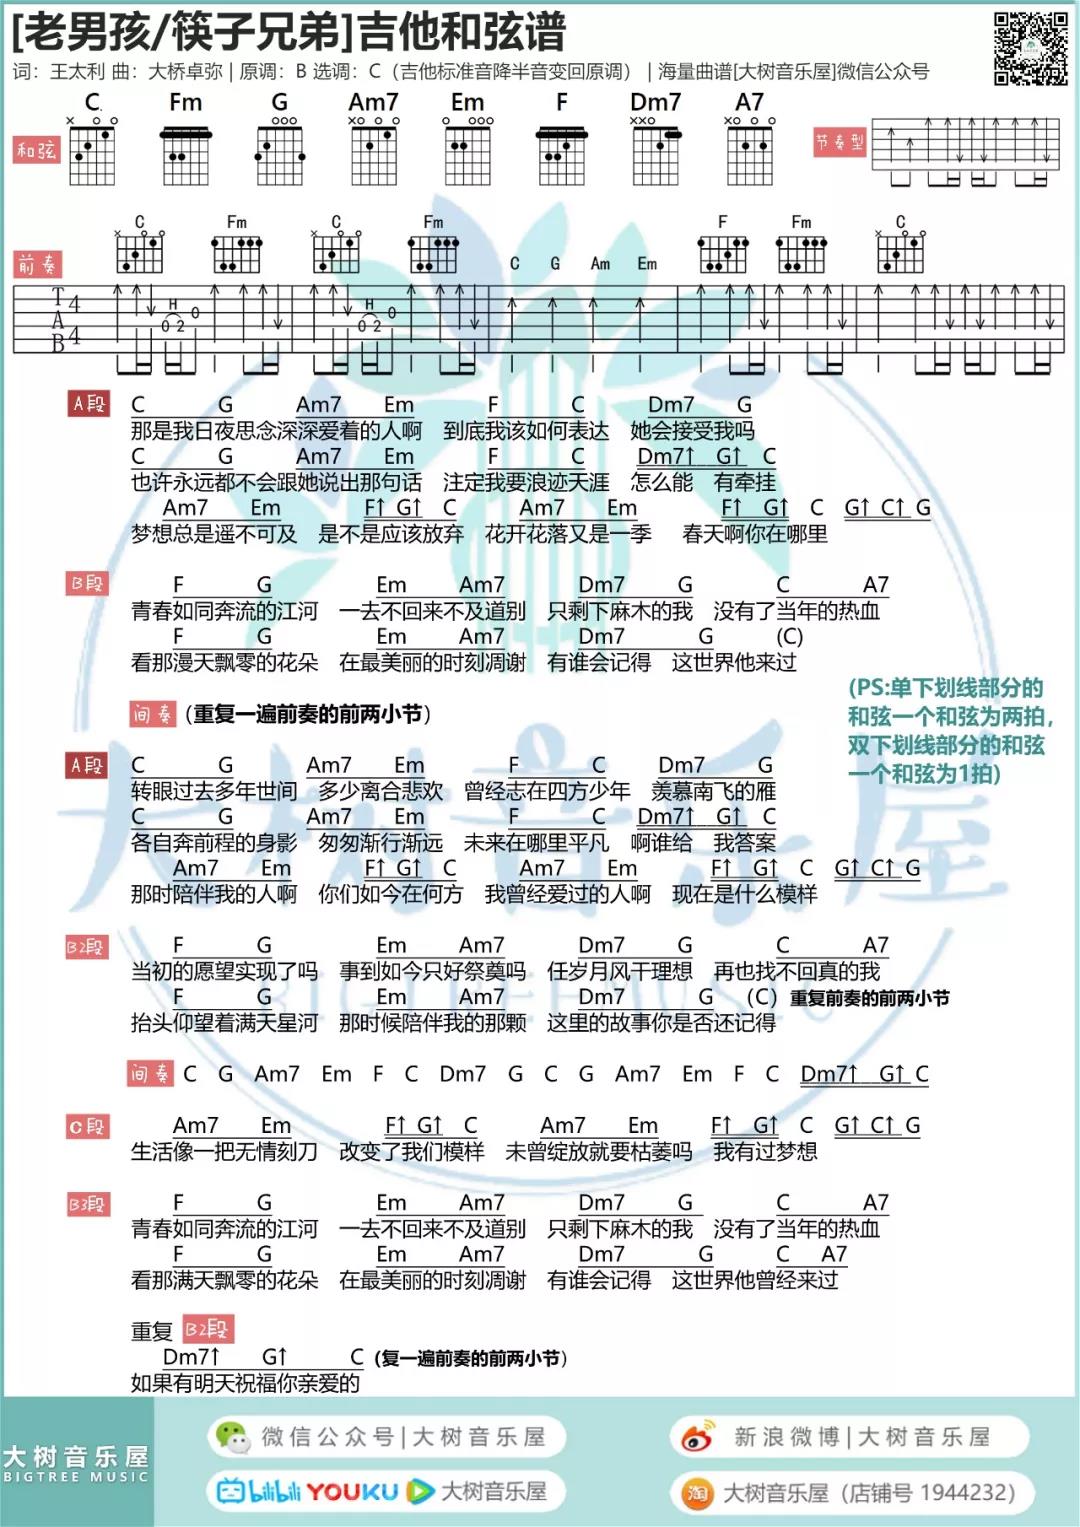 [老男孩/筷子兄弟]吉他和弦谱
词：王太利 曲：大桥卓弥 | 原调：B 选调：C（吉他标准音降半音变回原调） | 海量曲谱[大树音乐屋]微信公众号
C Fm G Am7 Em F Dm7 A7
和弦
节奏型
C Fm C Fm C G Am Em F Fm C
前奏
T A B 4 4 H 0 2 0 H 0 2 0
A段
C G Am7 Em F C Dm7 G
那是我日夜思念深深爱着的人啊 到底我该如何表达 她会接受我吗
C G Am7 Em F C Dm7↑ G↑ C
也许永远都不会跟她说出那句话 注定我要浪迹天涯 怎么能 有牵挂
Am7 Em F↑ G↑ C Am7 Em F↑ G↑ C G↑ C↑ G
梦想总是遥不可及 是不是应该放弃 花开花落又是一季 春天啊你在哪里
B段
F G Em Am7 Dm7 G C A7
青春如同奔流的江河 一去不回来不及道别 只剩下麻木的我 没有了当年的热血
F G Em Am7 Dm7 G (C)
看那漫天飘零的花朵 在最美丽的时刻凋谢 有谁会记得 这世界他来过
(PS:单下划线部分的
和弦一个和弦为两拍,
双下划线部分的和弦
一个和弦为1拍)
间奏 (重复一遍前奏的前两小节)
A段
C G Am7 Em F C Dm7 G
转眼过去多年世间 多少离合悲欢 曾经志在四方少年 羡慕南飞的雁
C G Am7 Em F C Dm7↑ G↑ C
各自奔前程的身影 匆匆渐行渐远 未来在哪里平凡 啊谁给 我答案
Am7 Em F↑ G↑ C Am7 Em F↑ G↑ C G↑ C↑ G
那时陪伴我的人啊 你们如今在何方 我曾经爱过的人啊 现在是什么模样
B2段
F G Em Am7 Dm7 G C A7
当初的愿望实现了吗 事到如今只好祭奠吗 任岁月风干理想 再也找不回真的我
F G Em Am7 Dm7 G (C) 重复前奏的前两小节
抬头仰望着满天星河 那时候陪伴我的那颗 这里的故事你是否还记得
间奏 C G Am7 Em F C Dm7 G C G Am7 Em F C Dm7↑ G↑ C
C段
Am7 Em F↑ G↑ C Am7 Em F↑ G↑ C G↑ C↑ G
生活像一把无情刻刀 改变了我们模样 未曾绽放就要枯萎吗 我有过梦想
B3段
F G Em Am7 Dm7 G C A7
青春如同奔流的江河 一去不回来不及道别 只剩下麻木的我 没有了当年的热血
F G Em Am7 Dm7 G C A7
看那满天飘零的花朵 在最美丽的时刻凋谢 有谁会记得 这世界他曾经来过
重复 B2段
Dm7↑ G↑ C (复一遍前奏的前两小节)
如果有明天祝福你亲爱的
大树音乐屋
BIGTREEMUSIC
大树音乐屋
BIGTREE MUSIC
微信公众号|大树音乐屋
新浪微博|大树音乐屋
bilibili YOUKU 大树音乐屋
淘 大树音乐屋（店铺号 1944232）